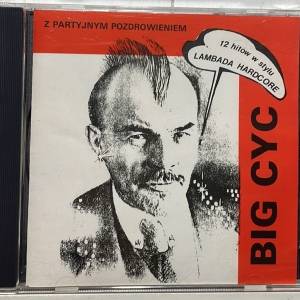 Z PARTYJNYM POZDROWIENIEM
12 hitów w stylu
LAMBADA HARDCORE
BIG CYC